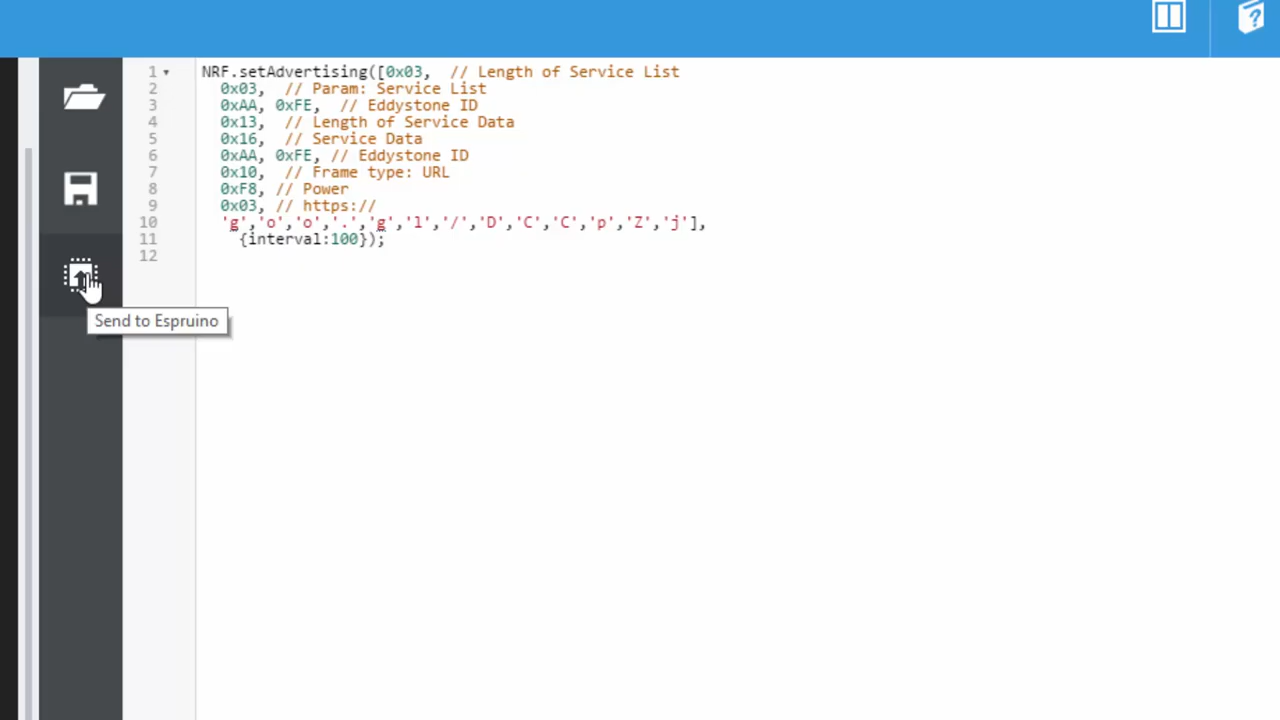 1 NRF.setAdvertising([0x03,  // Length of Service List
2 0x03,  // Param: Service List
3 0xAA, 0xFE,  // Eddystone ID
4 0x13,  // Length of Service Data
5 0x16,  // Service Data
6 0xAA, 0xFE, // Eddystone ID
7 0x10,  // Frame type: URL
8 0xF8, // Power
9 0x03, // https://
10 'g','o','o','.','g','l','/','D','C','C','p','Z','j'],
11 {interval:100});
12
Send to Espruino